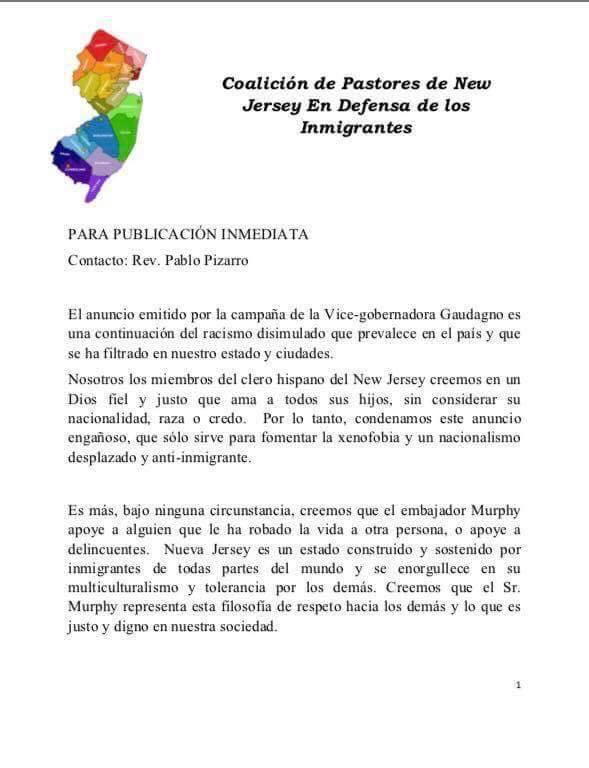 Coalición de Pastores de New
Jersey En Defensa de los
Inmigrantes
PARA PUBLICACIÓN INMEDIATA
Contacto: Rev. Pablo Pizarro
El anuncio emitido por la campaña de la Vice-gobernadora Gaudagno es
una continuación del racismo disimulado que prevalece en el país y que
se ha filtrado en nuestro estado y ciudades.
Nosotros los miembros del clero hispano del New Jersey creemos en un
Dios fiel y justo que ama a todos sus hijos, sin considerar su
nacionalidad, raza o credo. Por lo tanto, condenamos este anuncio
engañoso, que sólo sirve para fomentar la xenofobia y un nacionalismo
desplazado y anti-inmigrante.
Es más, bajo ninguna circunstancia, creemos que el embajador Murphy
apoye a alguien que le ha robado la vida a otra persona, o apoye a
delincuentes. Nueva Jersey es un estado construido y sostenido por
inmigrantes de todas partes del mundo y se enorgullece en su
multiculturalismo y tolerancia por los demás. Creemos que el Sr.
Murphy representa esta filosofía de respeto hacia los demás y lo que es
justo y digno en nuestra sociedad.
1